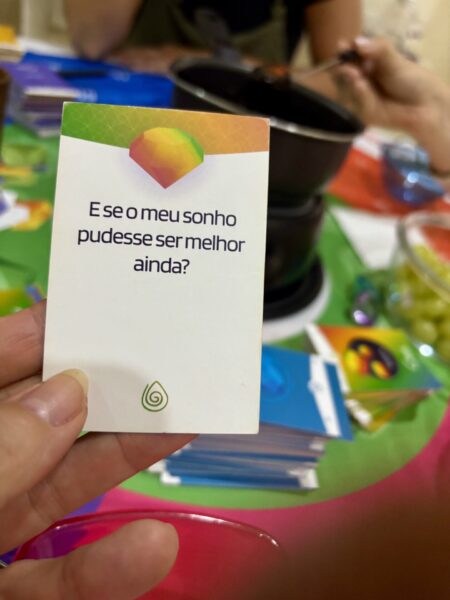 E se o meu sonho
pudesse ser melhor
ainda?